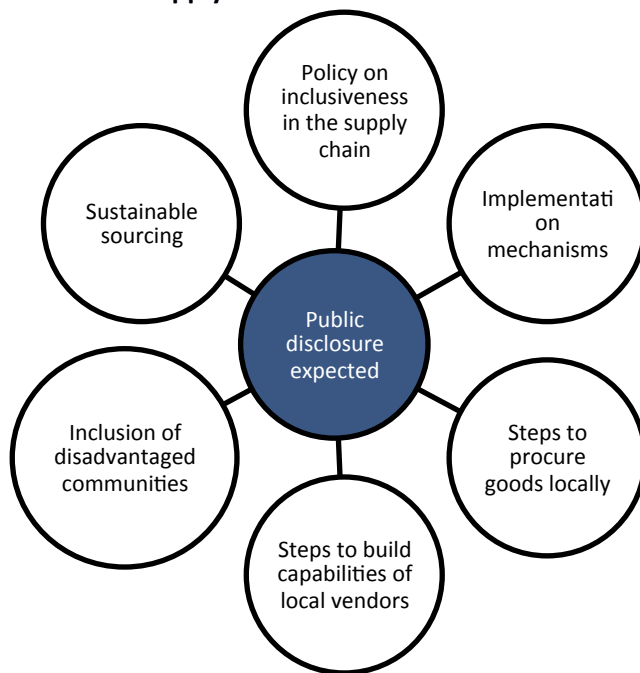 Policy on
inclusiveness
in the supply
chain
Sustainable
sourcing
Implementati
on
mechanisms
Public
disclosure
expected
Inclusion of
disadvantaged
communities
Steps to
procure
goods locally
Steps to build
capabilities of
local vendors